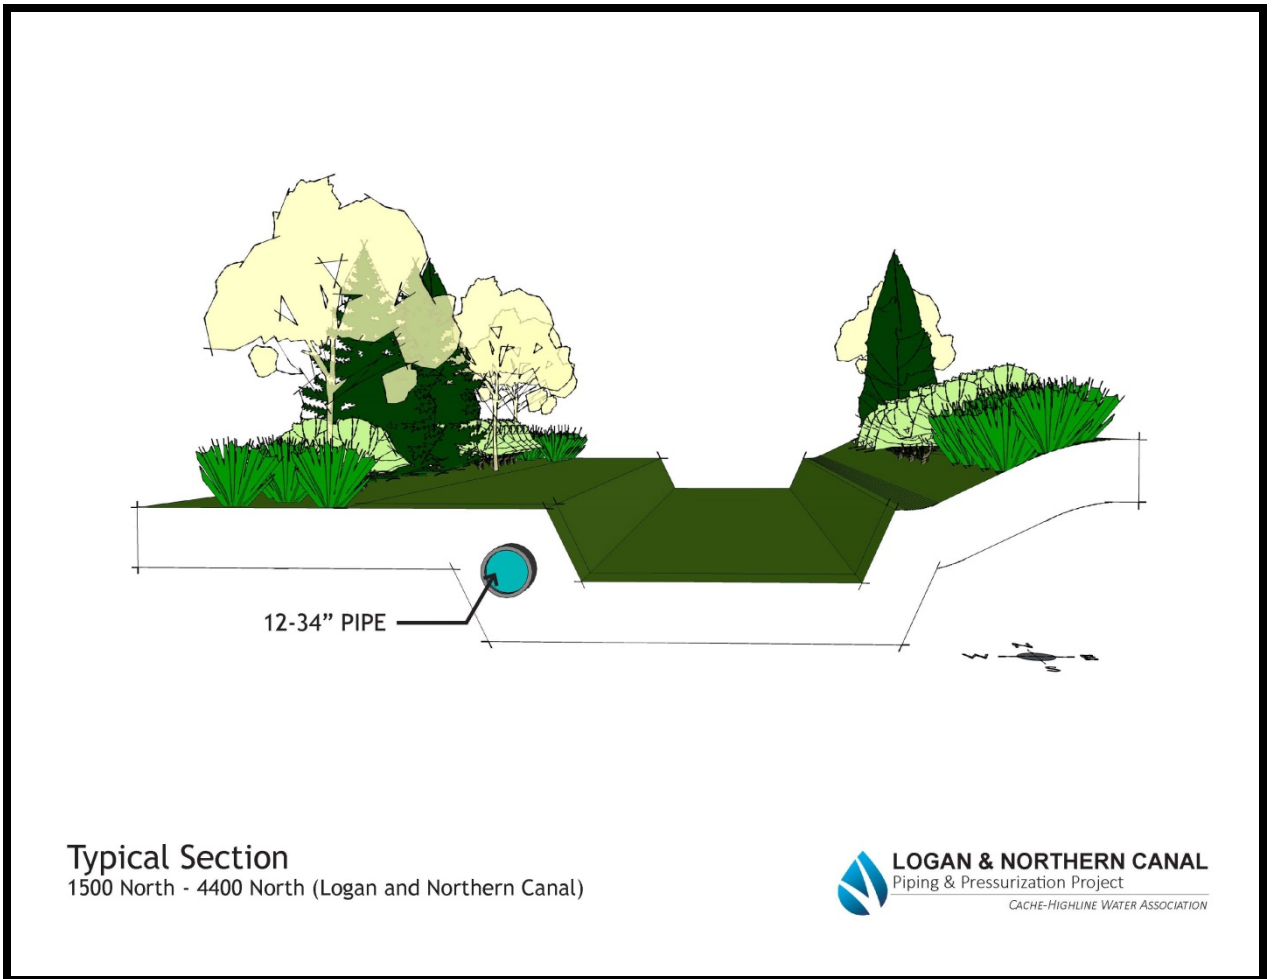 12-34” PIPE
N
W
E
S
Typical Section
1500 North - 4400 North (Logan and Northern Canal)
LOGAN & NORTHERN CANAL
Piping & Pressurization Project
CACHE-HIGHLINE WATER ASSOCIATION